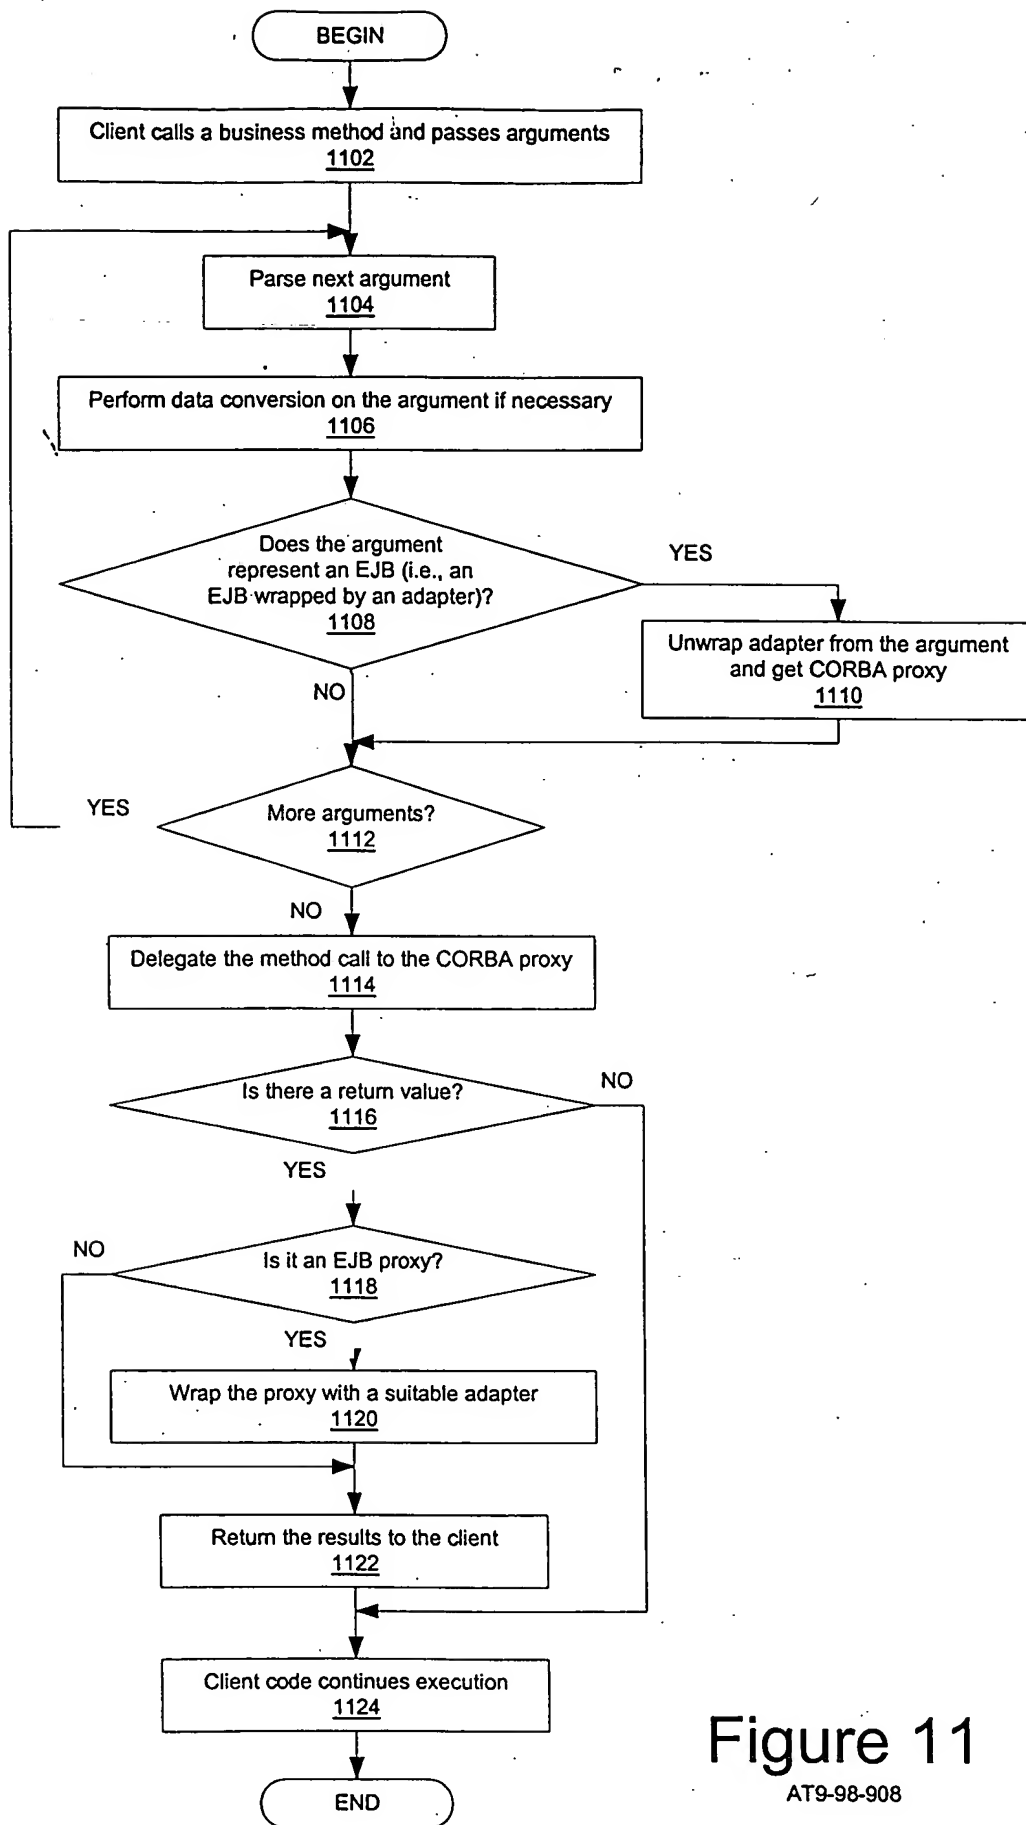 BEGIN
Client calls a business method and passes arguments
1102
Parse next argument
1104
Perform data conversion on the argument if necessary
1106
Does the argument
represent an EJB (i.e., an
EJB wrapped by an adapter)?
1108
YES
Unwrap adapter from the argument
and get CORBA proxy
1110
NO
More arguments?
1112
YES
NO
Delegate the method call to the CORBA proxy
1114
Is there a return value?
1116
NO
YES
Is it an EJB proxy?
1118
NO
YES
Wrap the proxy with a suitable adapter
1120
Return the results to the client
1122
Client code continues execution
1124
END
Figure 11
AT9-98-908